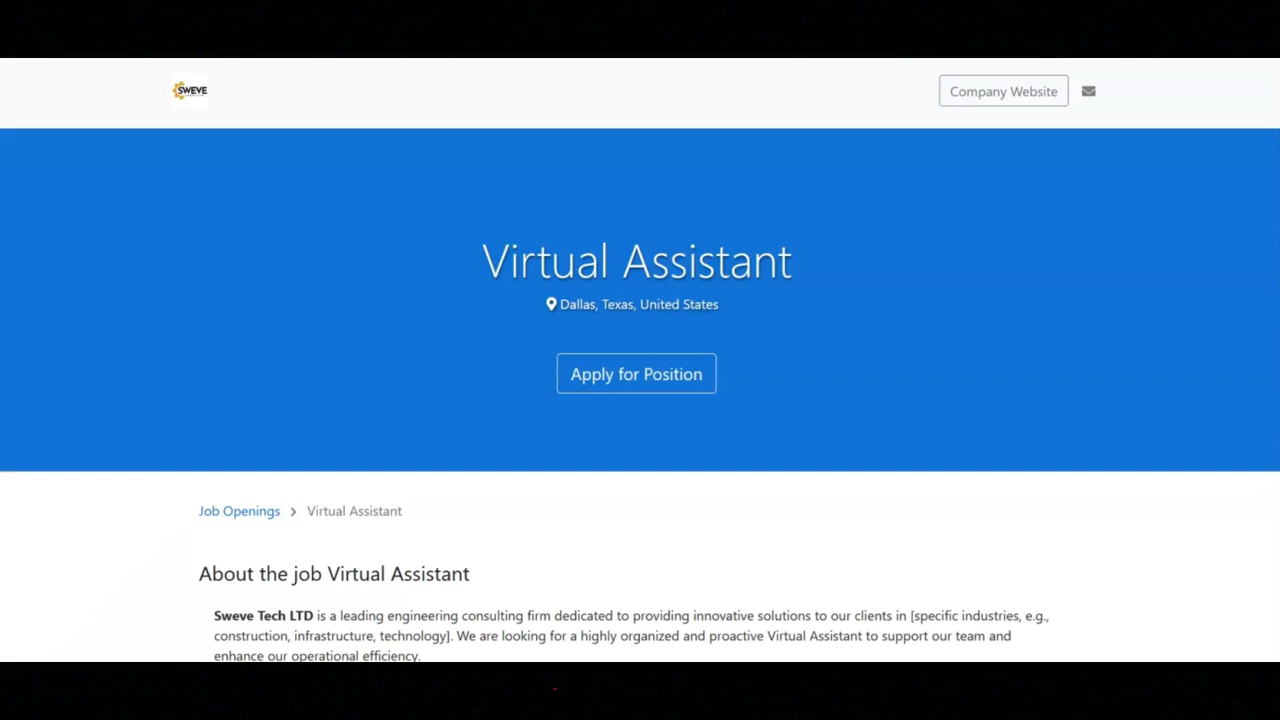 SWEVE
Company Website
Virtual Assistant
Dallas, Texas, United States
Apply for Position
Job Openings > Virtual Assistant
About the job Virtual Assistant
Sweve Tech LTD is a leading engineering consulting firm dedicated to providing innovative solutions to our clients in [specific industries, e.g.,
construction, infrastructure, technology]. We are looking for a highly organized and proactive Virtual Assistant to support our team and
enhance our operational efficiency.